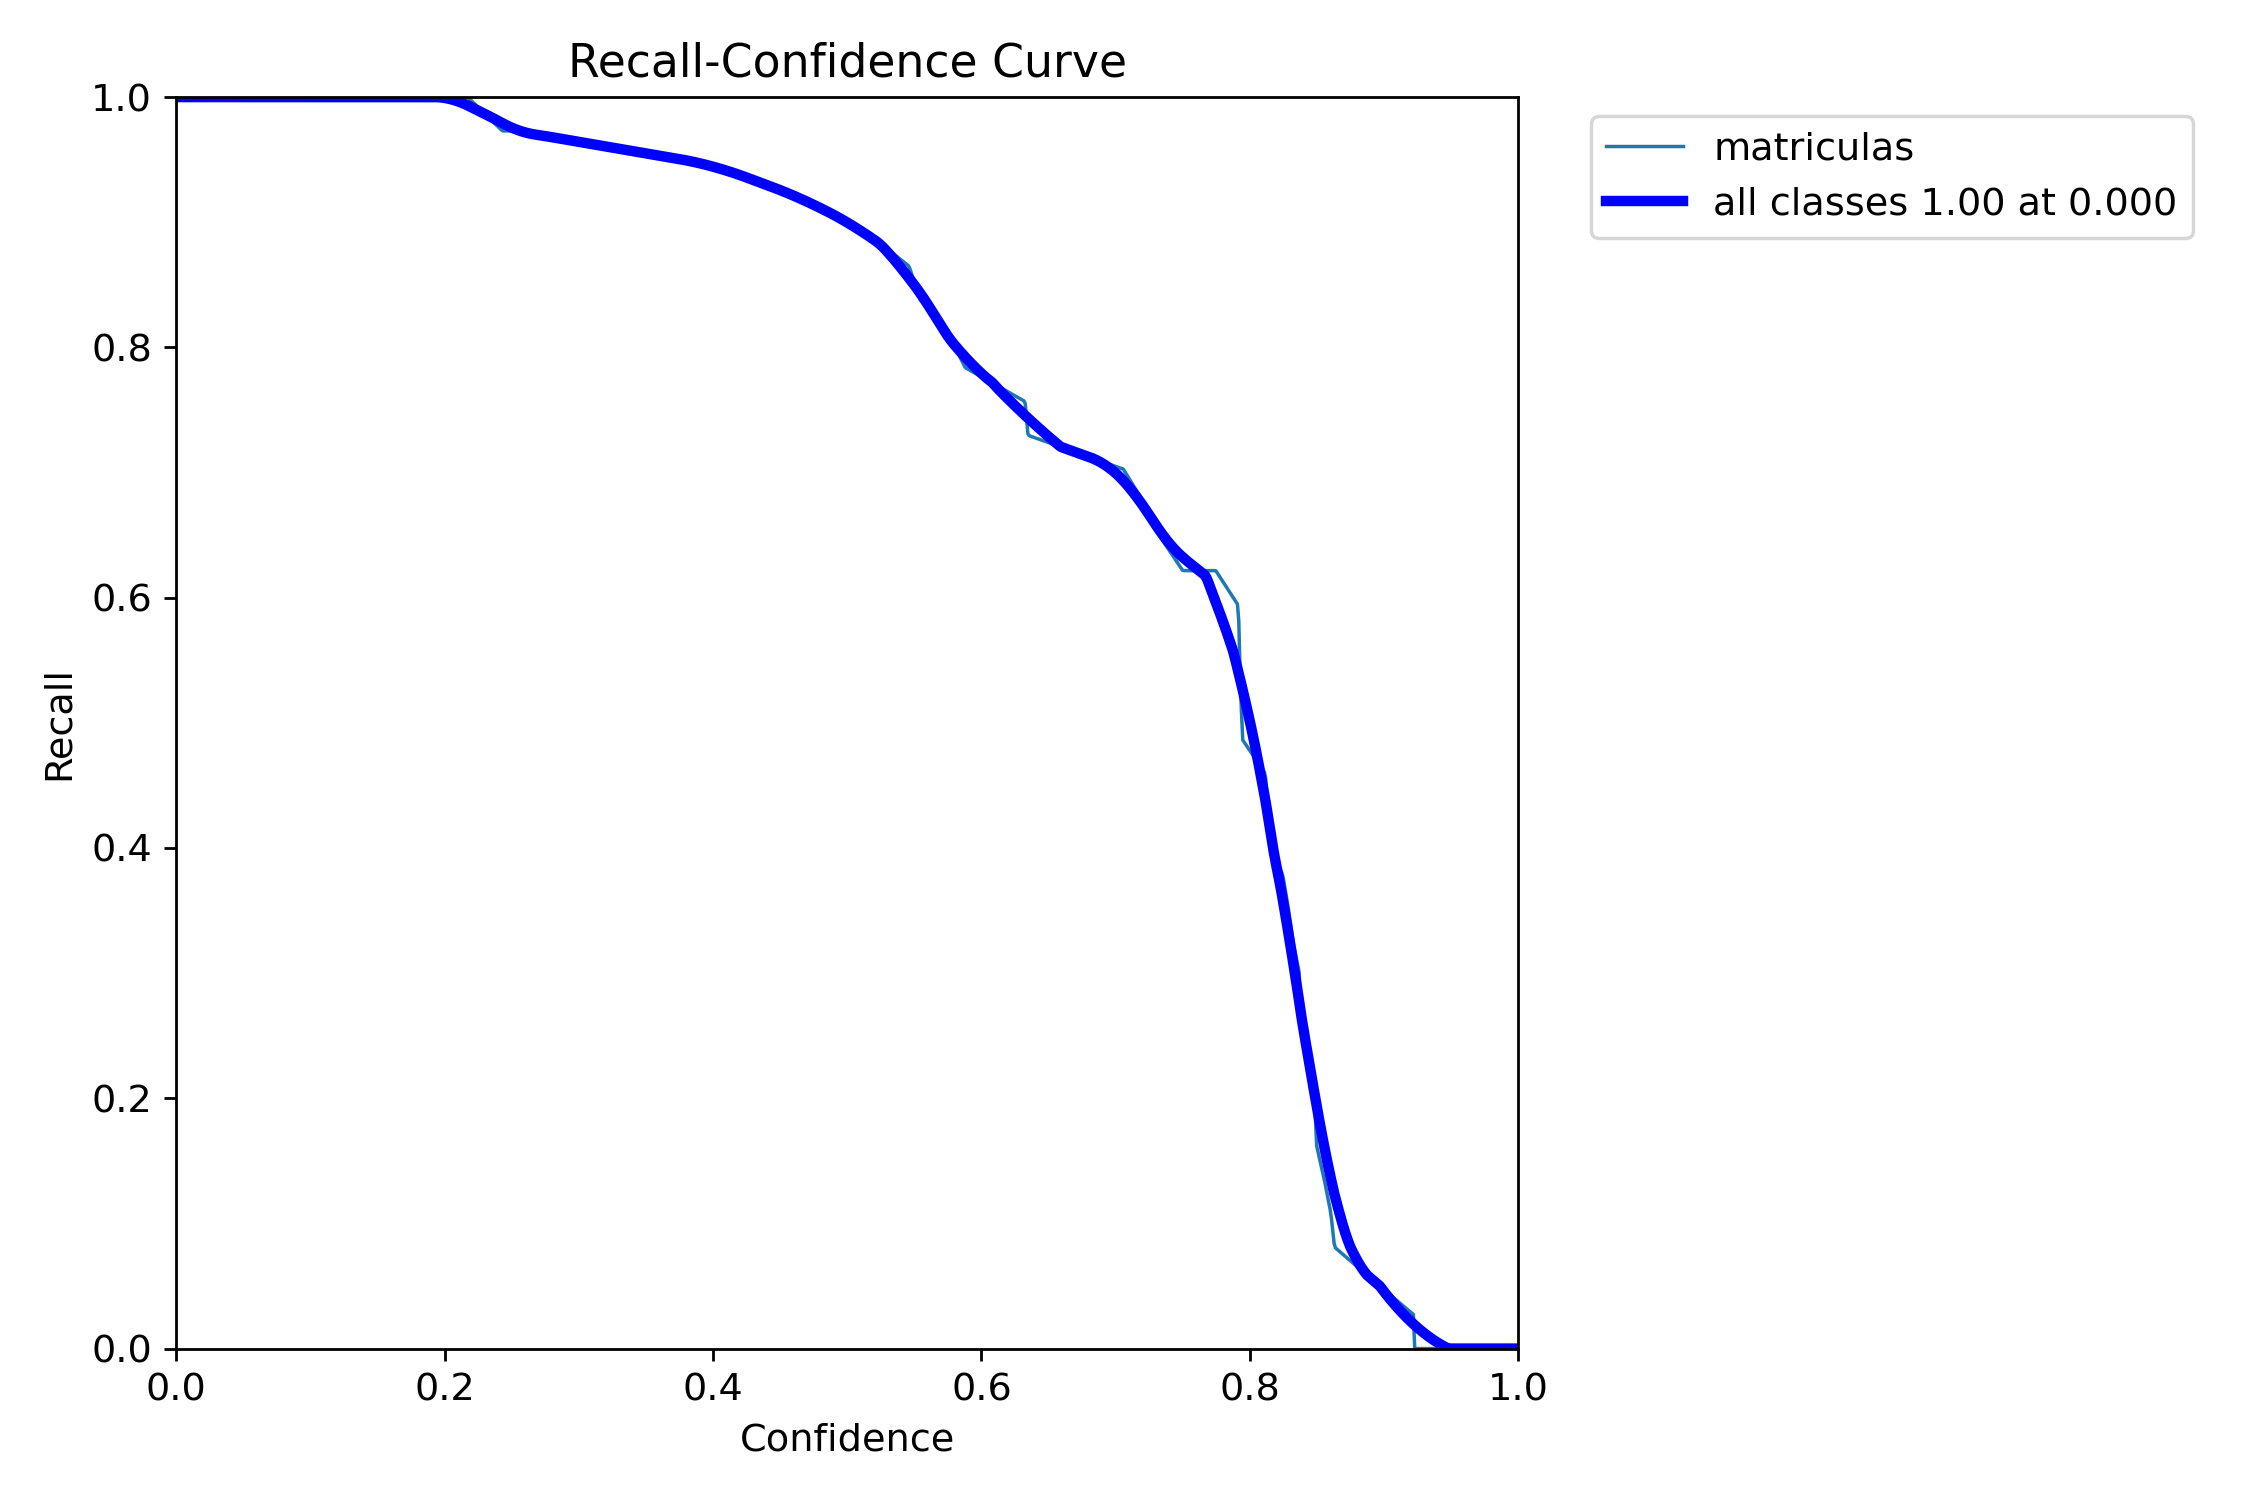 Recall-Confidence Curve
1.0
0.8
0.6
0.4
0.2
0.0
Recall
0.0 0.2 0.4 0.6 0.8 1.0
Confidence
matriculas
all classes 1.00 at 0.000